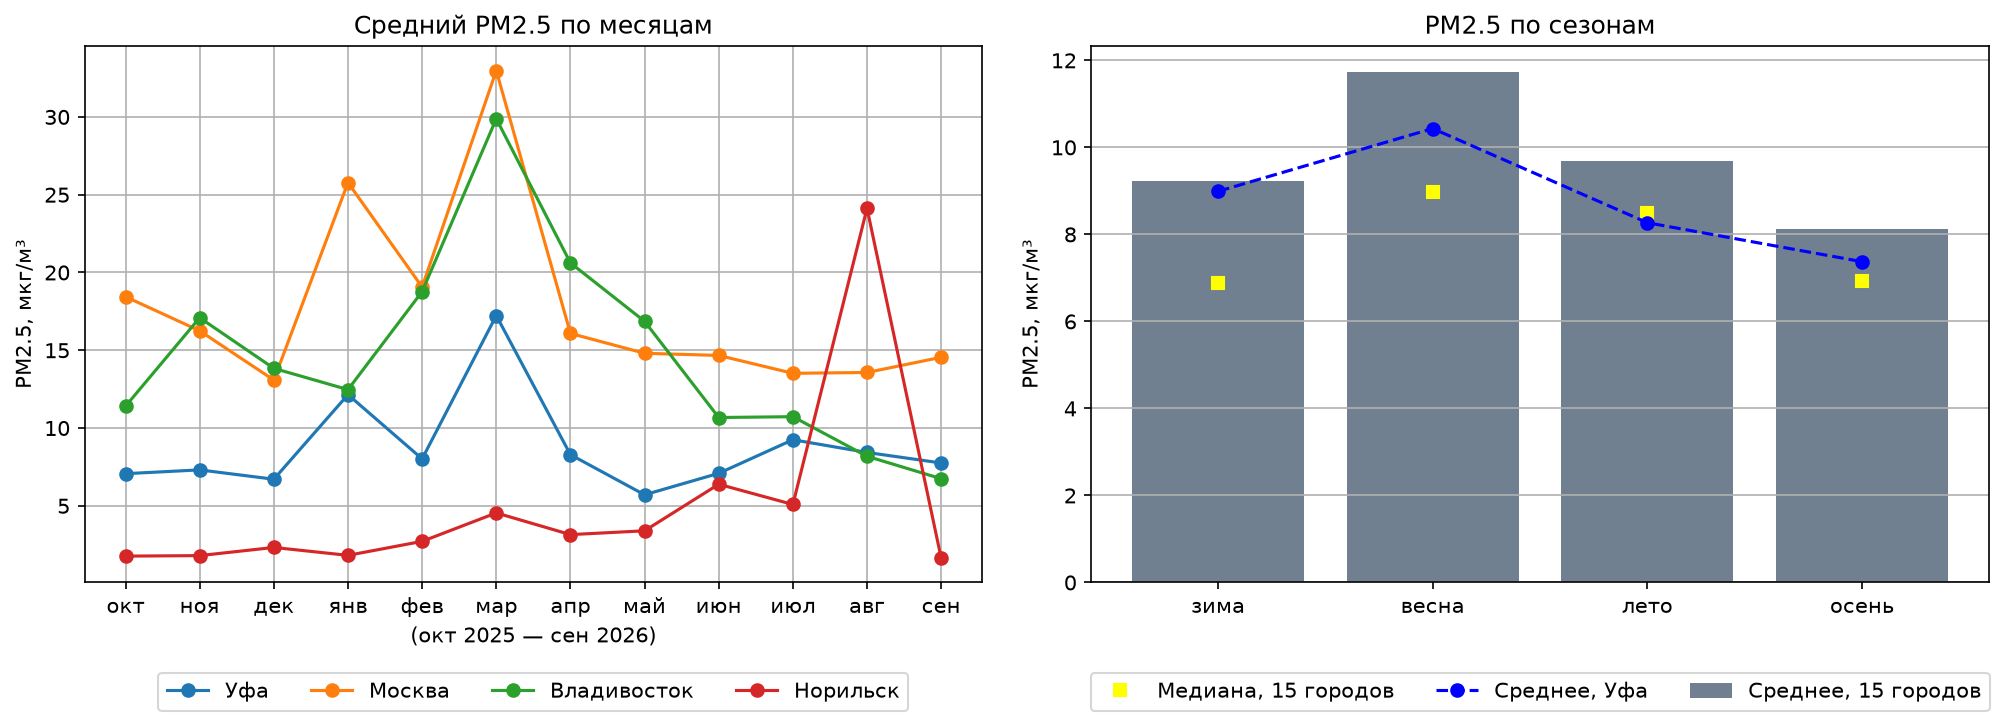 Средний PM2.5 по месяцам
PM2.5, мкг/м³
30
25
20
15
10
5
окт ноя дек янв фев мар апр май июн июл авг сен
(окт 2025 — сен 2026)
Уфа Москва Владивосток Норильск
PM2.5 по сезонам
PM2.5, мкг/м³
12
10
8
6
4
2
0
зима весна лето осень
Медиана, 15 городов Среднее, Уфа Среднее, 15 городов